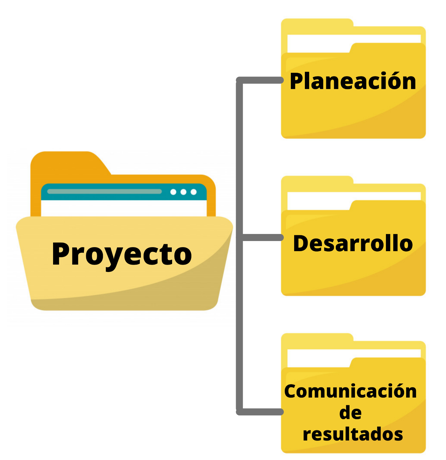 Proyecto
Planeación
Desarrollo
Comunicación
de
resultados